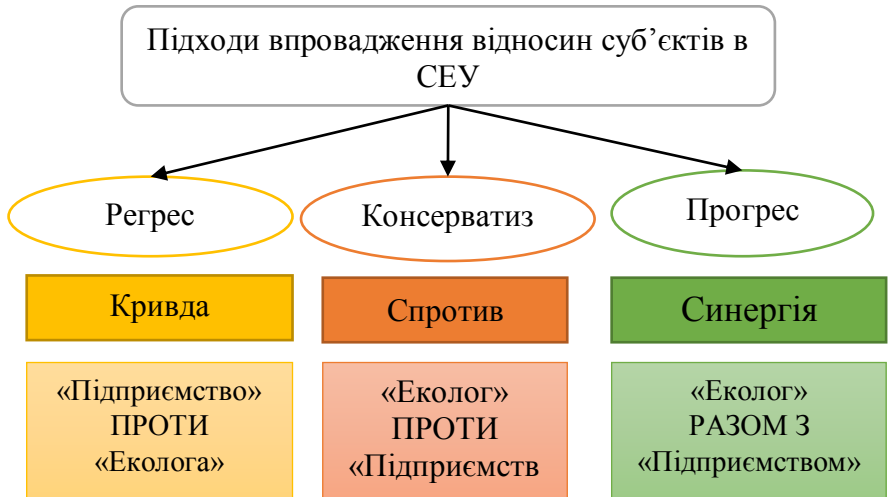 Підходи впровадження відносин суб’єктів в
СЕУ
Регрес
Консерватиз
Прогрес
Кривда
Спротив
Синергія
«Підприємство»
ПРОТИ
«Еколога»
«Еколог»
ПРОТИ
«Підприємств
«Еколог»
РАЗОМ З
«Підприємством»